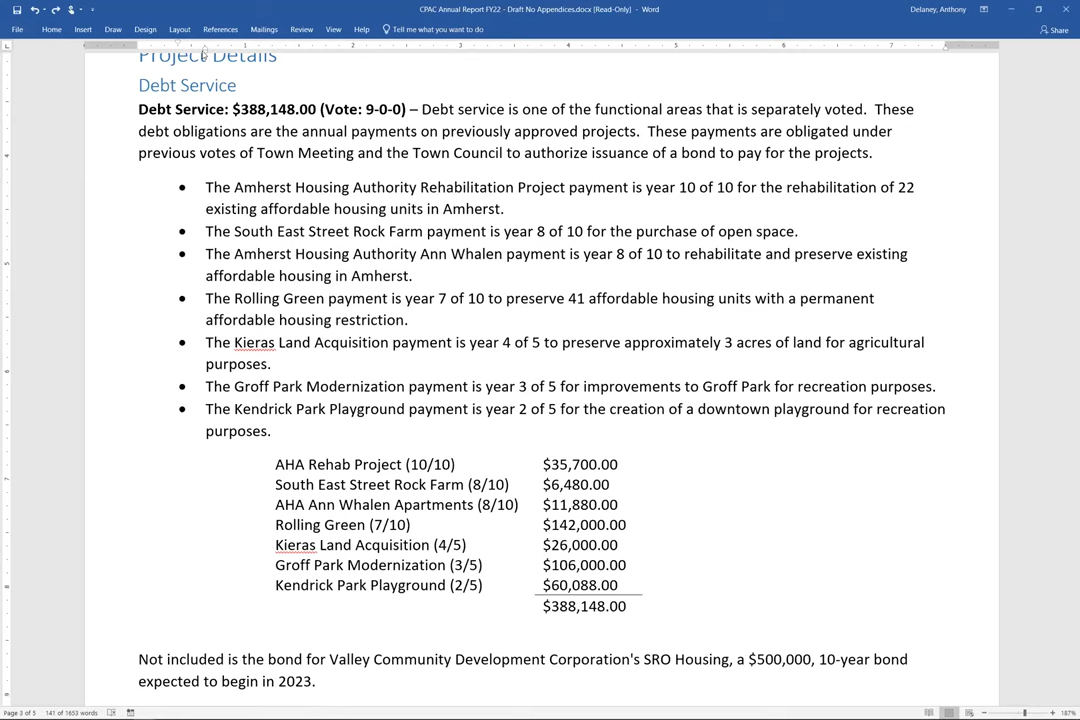 CPAC Annual Report FY22 - Draft No Appendices.docx [Read-Only] - Word
Delaney, Anthony
File Home Insert Draw Design Layout References Mailings Review View Help Tell me what you want to do
Share
1 2 3 4 5 6 7
Project Details
Debt Service
Debt Service: $388,148.00 (Vote: 9-0-0) – Debt service is one of the functional areas that is separately voted. These
debt obligations are the annual payments on previously approved projects. These payments are obligated under
previous votes of Town Meeting and the Town Council to authorize issuance of a bond to pay for the projects.
• The Amherst Housing Authority Rehabilitation Project payment is year 10 of 10 for the rehabilitation of 22
existing affordable housing units in Amherst.
• The South East Street Rock Farm payment is year 8 of 10 for the purchase of open space.
• The Amherst Housing Authority Ann Whalen payment is year 8 of 10 to rehabilitate and preserve existing
affordable housing in Amherst.
• The Rolling Green payment is year 7 of 10 to preserve 41 affordable housing units with a permanent
affordable housing restriction.
• The Kieras Land Acquisition payment is year 4 of 5 to preserve approximately 3 acres of land for agricultural
purposes.
• The Groff Park Modernization payment is year 3 of 5 for improvements to Groff Park for recreation purposes.
• The Kendrick Park Playground payment is year 2 of 5 for the creation of a downtown playground for recreation
purposes.
AHA Rehab Project (10/10) $35,700.00
South East Street Rock Farm (8/10) $6,480.00
AHA Ann Whalen Apartments (8/10) $11,880.00
Rolling Green (7/10) $142,000.00
Kieras Land Acquisition (4/5) $26,000.00
Groff Park Modernization (3/5) $106,000.00
Kendrick Park Playground (2/5) $60,088.00
$388,148.00
Not included is the bond for Valley Community Development Corporation's SRO Housing, a $500,000, 10-year bond
expected to begin in 2023.
Page 3 of 5 141 of 1653 words
187%